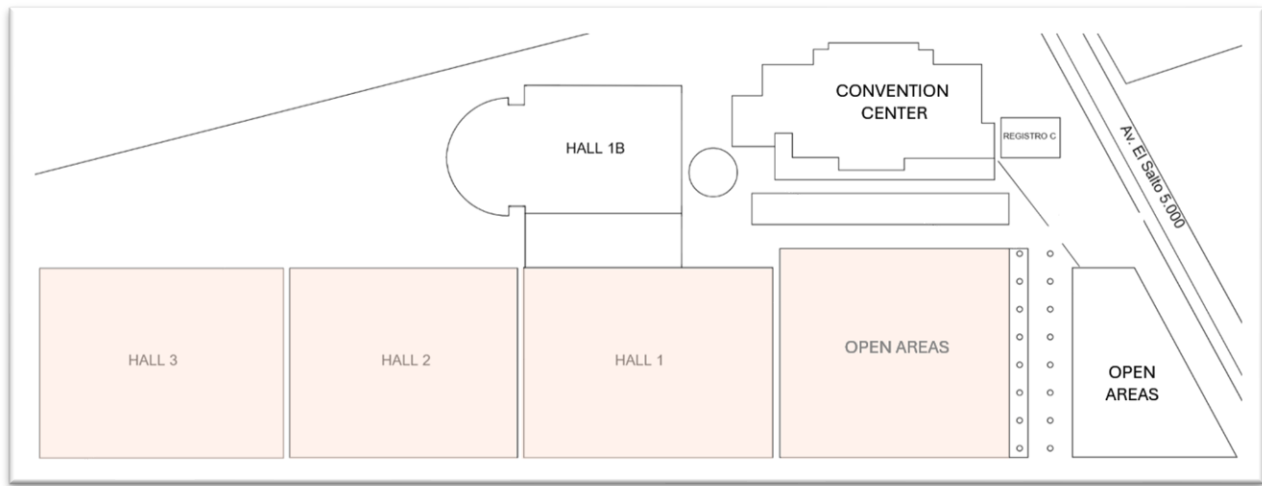 CONVENTION
CENTER
REGISTRO C
HALL 1B
Av. El Salto 5.000
HALL 3
HALL 2
HALL 1
OPEN AREAS
OPEN
AREAS